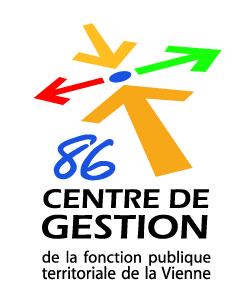 86
CENTRE DE
GESTION
de la fonction publique
territoriale de la Vienne